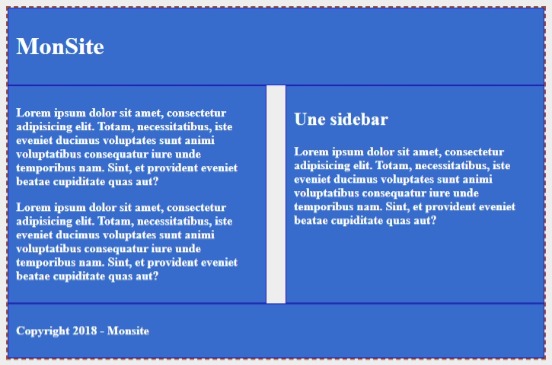 MonSite
Lorem ipsum dolor sit amet, consectetur
adipisicing elit. Totam, necessitatibus, iste
eveniet ducimus voluptates sunt animi
voluptatibus consequatur iure unde
temporibus nam. Sint, et provident eveniet
beatae cupiditate quas aut?
Lorem ipsum dolor sit amet, consectetur
adipisicing elit. Totam, necessitatibus, iste
eveniet ducimus voluptates sunt animi
voluptatibus consequatur iure unde
temporibus nam. Sint, et provident eveniet
beatae cupiditate quas aut?
Une sidebar
Lorem ipsum dolor sit amet, consectetur
adipisicing elit. Totam, necessitatibus, iste
eveniet ducimus voluptates sunt animi
voluptatibus consequatur iure unde
temporibus nam. Sint, et provident eveniet
beatae cupiditate quas aut?
Copyright 2018 - Monsite